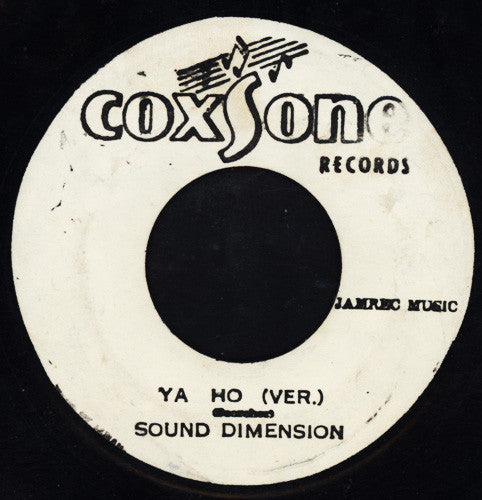 coxsone
RECORDS
JAMREC MUSIC
YA HO (VER.)
SOUND DIMENSION